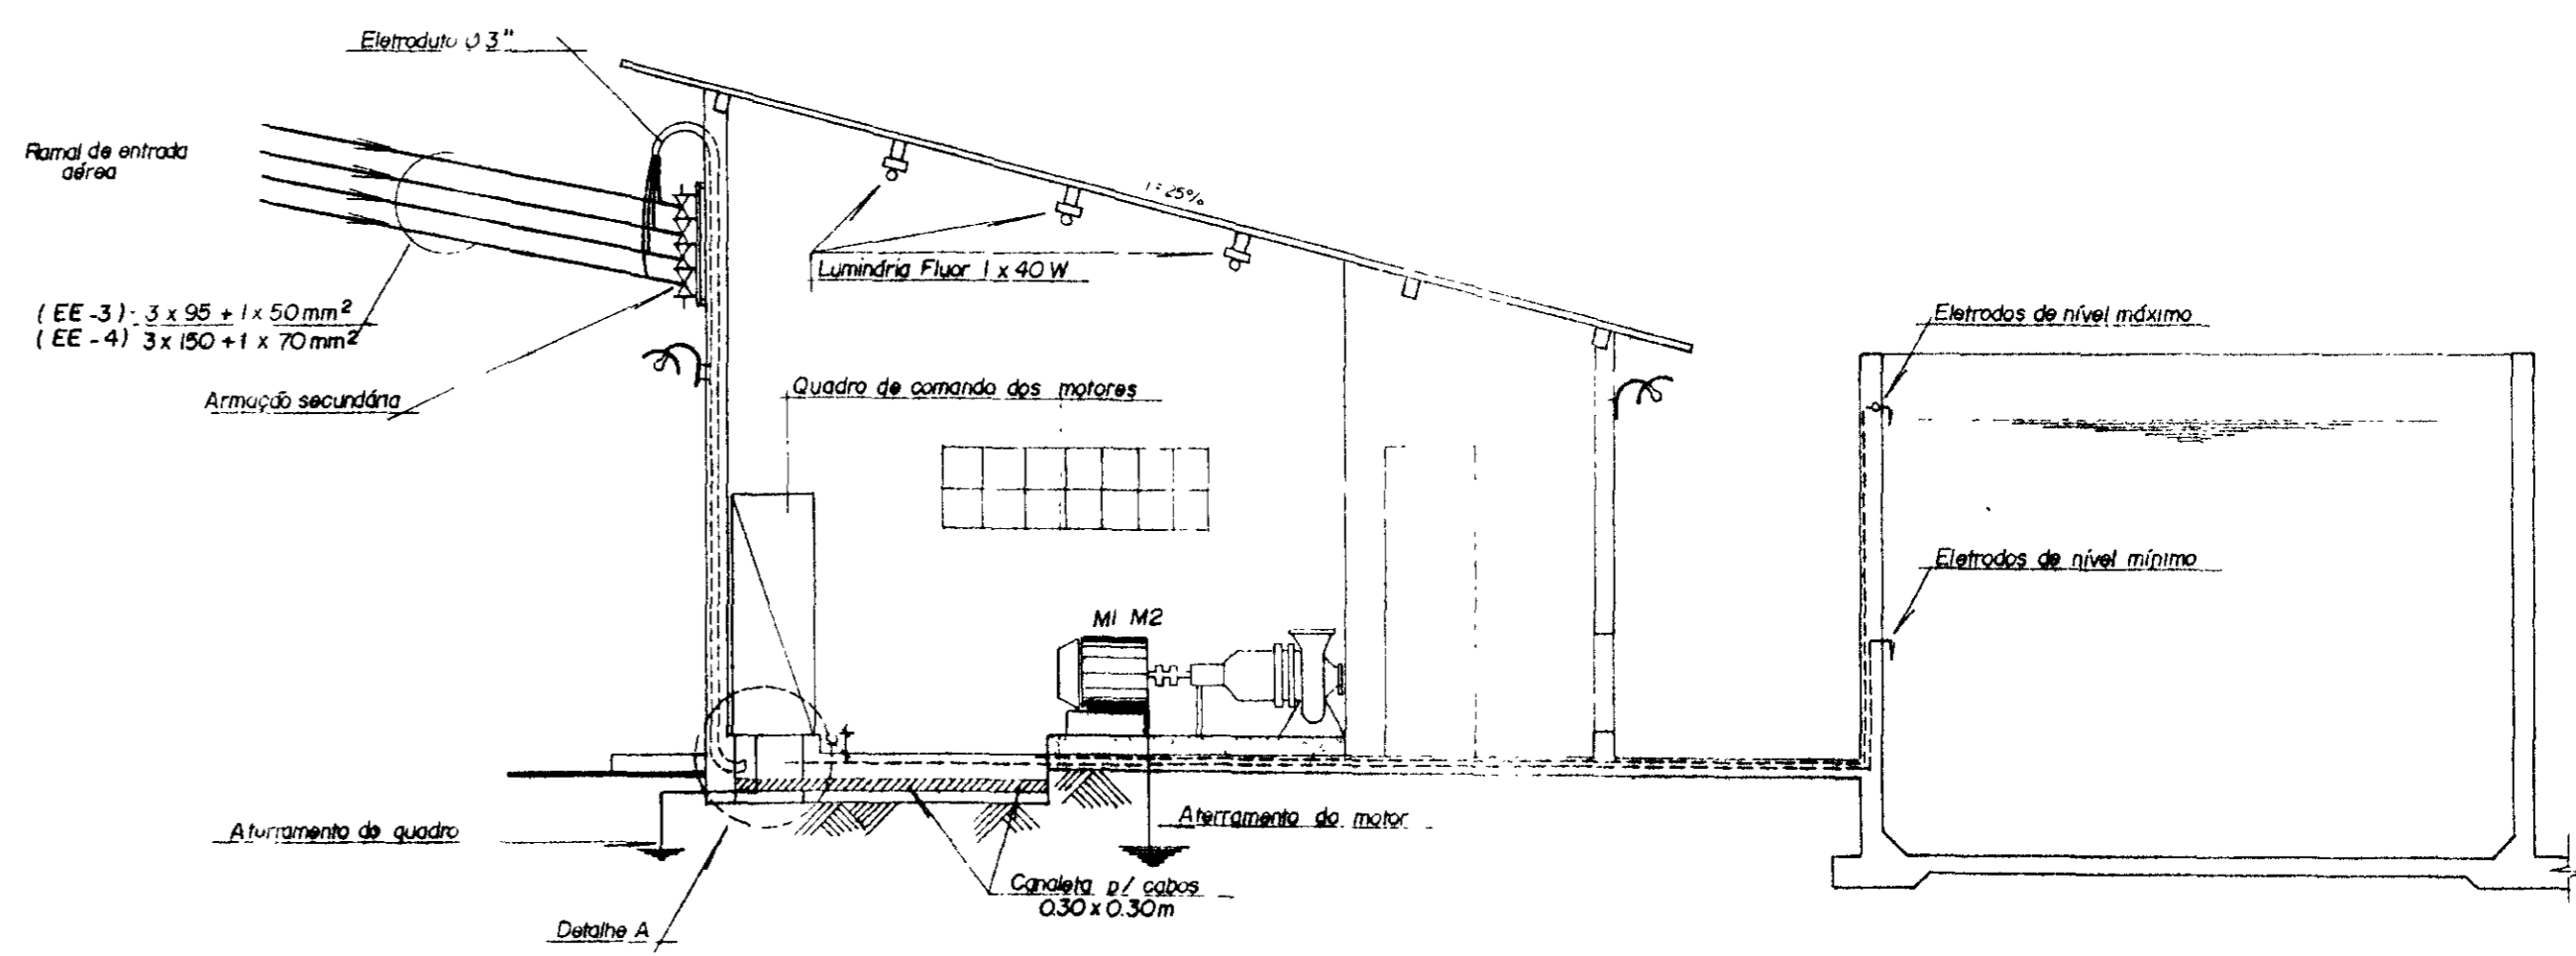 Eletroduto Ø 3"
Ramal de entrada
aérea
i = 25%
Luminária Fluor 1 x 40 W
(EE-3): 3 x 95 + 1 x 50 mm²
(EE-4) 3 x 150 + 1 x 70 mm²
Eletrodos de nível máximo
Armação secundária
Quadro de comando dos motores
Eletrodos de nível mínimo
M1 M2
Aterramento do quadro
Aterramento do motor
Canaleta p/ cabos
0.30 x 0.30 m
Detalhe A